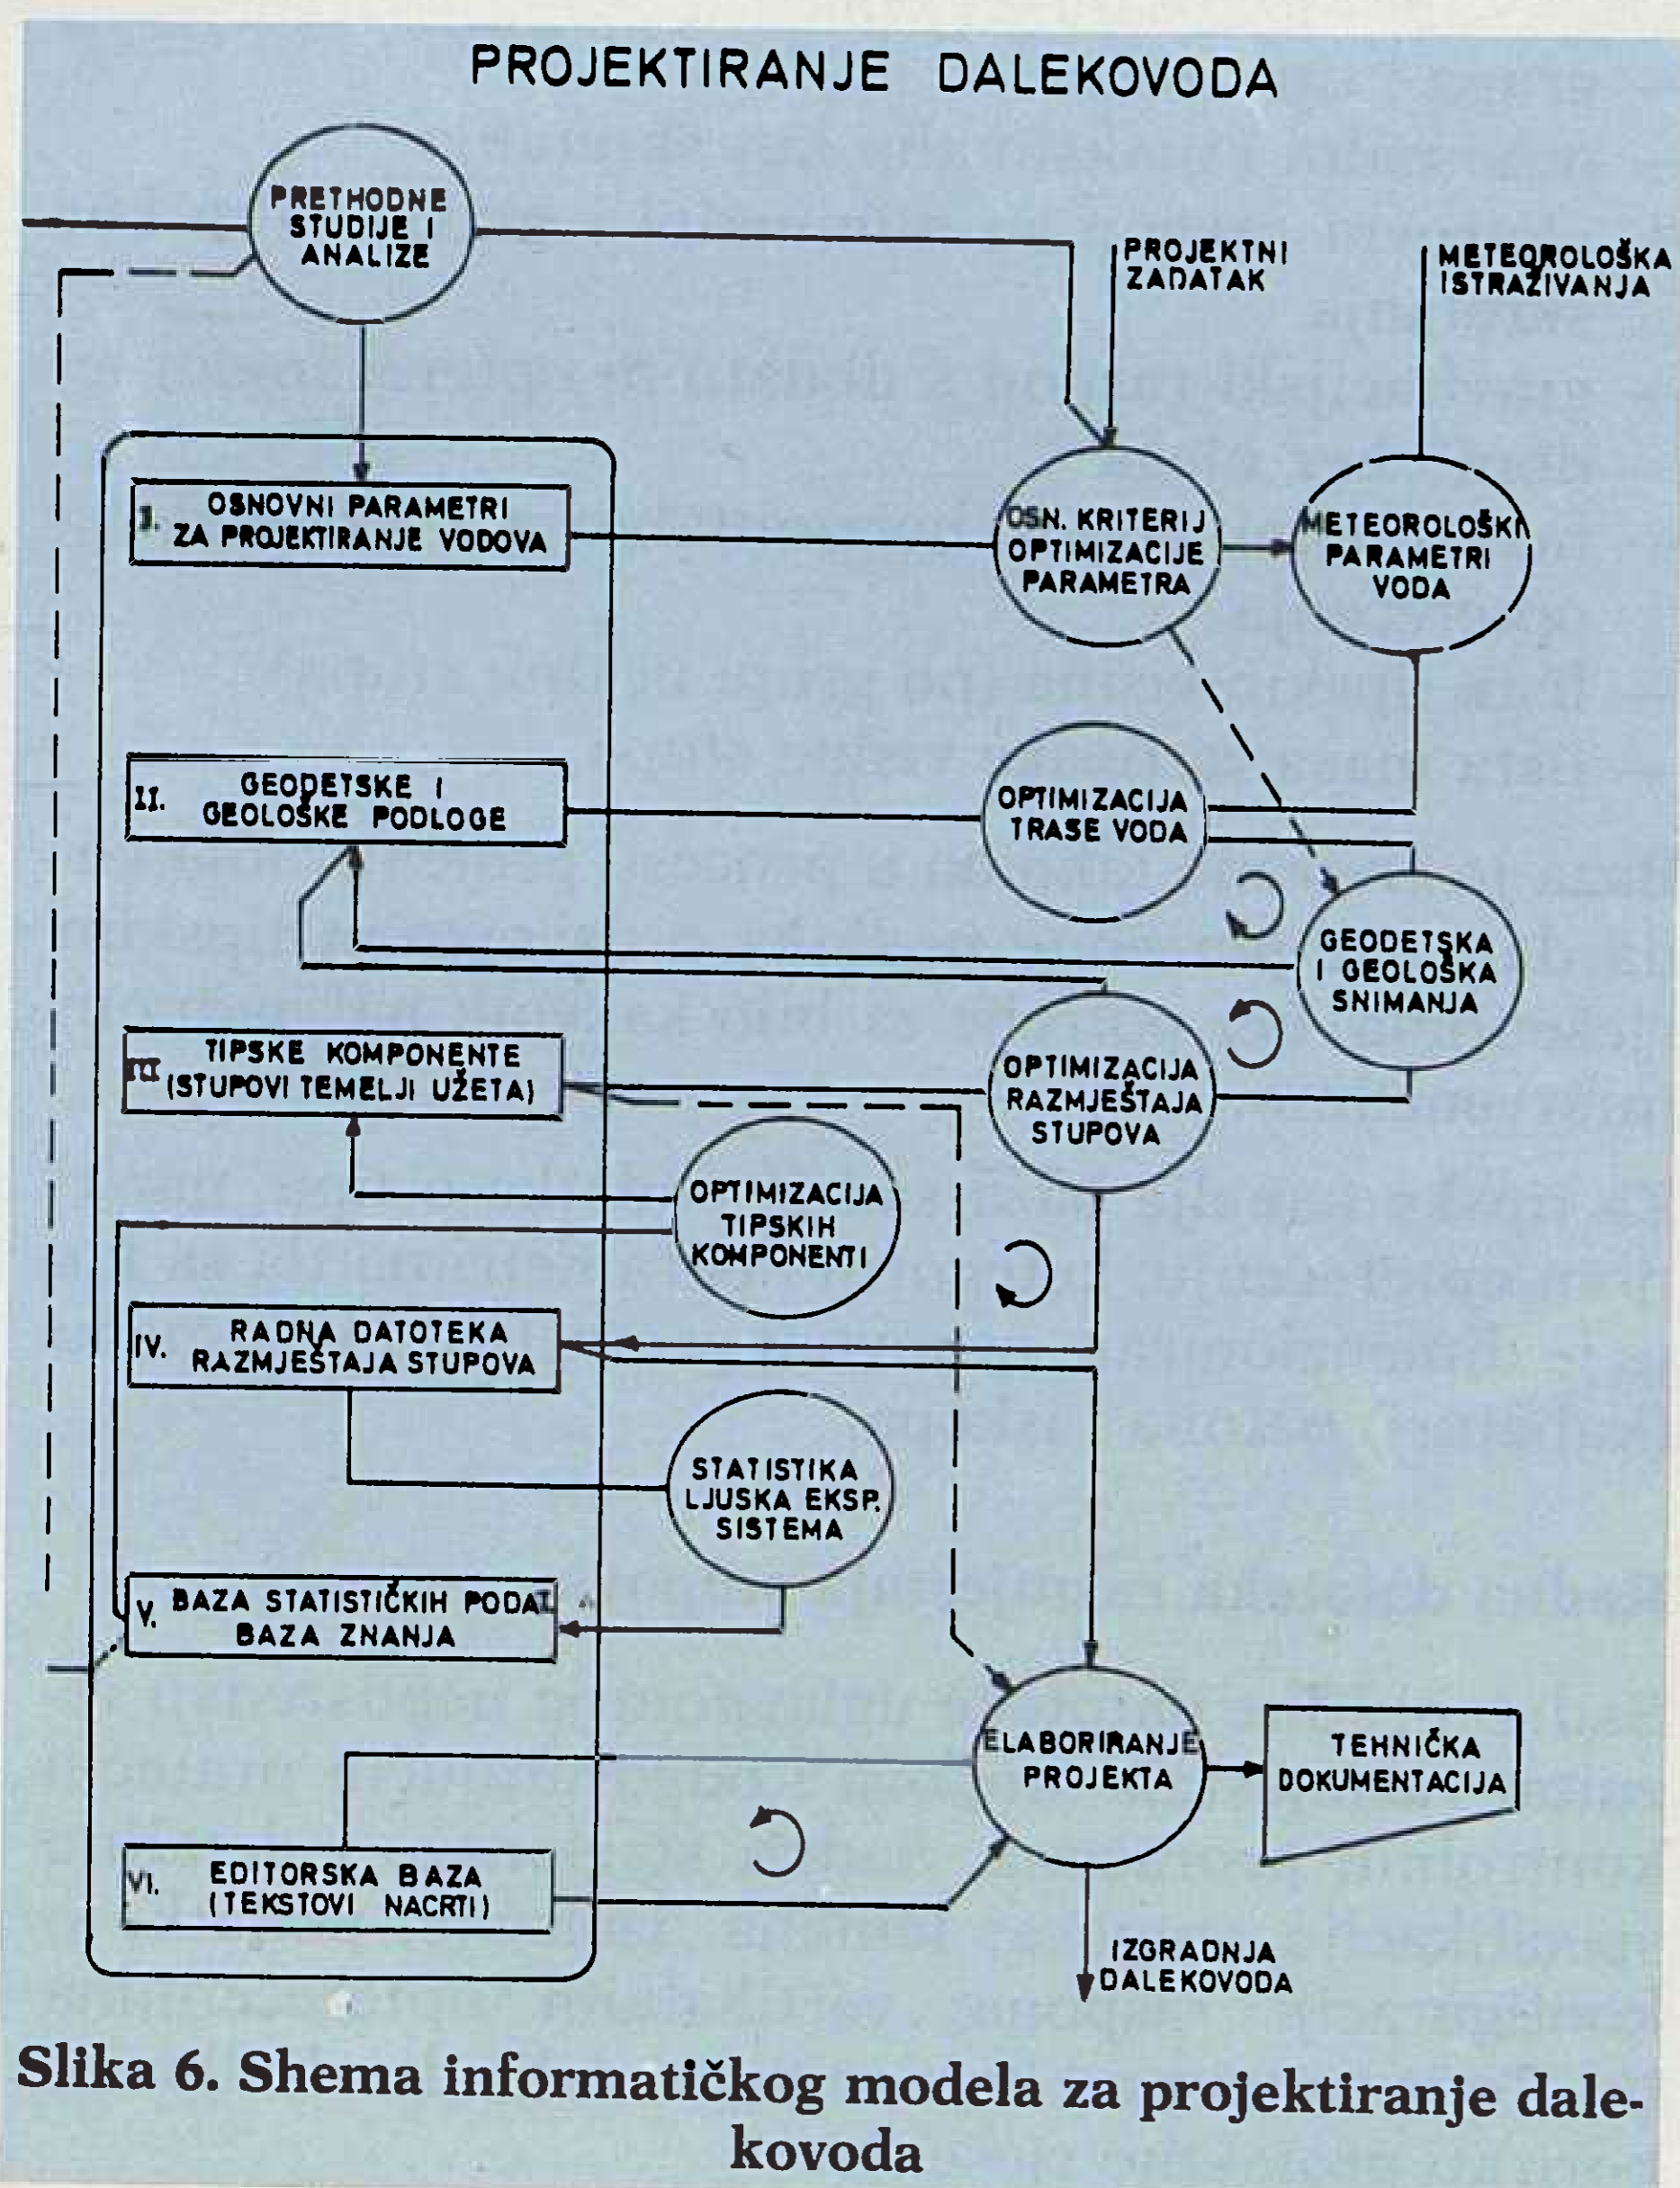 PROJEKTIRANJE DALEKOVODA
PRETHODNE
STUDIJE I
ANALIZE
PROJEKTNI
ZADATAK
METEOROLOŠKA
ISTRAŽIVANJA
I. OSNOVNI PARAMETRI
ZA PROJEKTIRANJE VODOVA
OSN. KRITERIJ
OPTIMIZACIJE
PARAMETRA
METEOROLOŠKI
PARAMETRI
VODA
II. GEODETSKE I
GEOLOŠKE PODLOGE
OPTIMIZACIJA
TRASE VODA
GEODETSKA
I GEOLOŠKA
SNIMANJA
III TIPSKE KOMPONENTE
(STUPOVI TEMELJI UŽETA)
OPTIMIZACIJA
RAZMJEŠTAJA
STUPOVA
OPTIMIZACIJA
TIPSKIH
KOMPONENTI
IV. RADNA DATOTEKA
RAZMJEŠTAJA STUPOVA
STATISTIKA
LJUSKA EKSP.
SISTEMA
V. BAZA STATISTIČKIH PODAT.
BAZA ZNANJA
ELABORIRANJE
PROJEKTA
TEHNIČKA
DOKUMENTACIJA
VI. EDITORSKA BAZA
(TEKSTOVI NACRTI)
IZGRADNJA
DALEKOVODA
Slika 6. Shema informatičkog modela za projektiranje dale-
kovoda